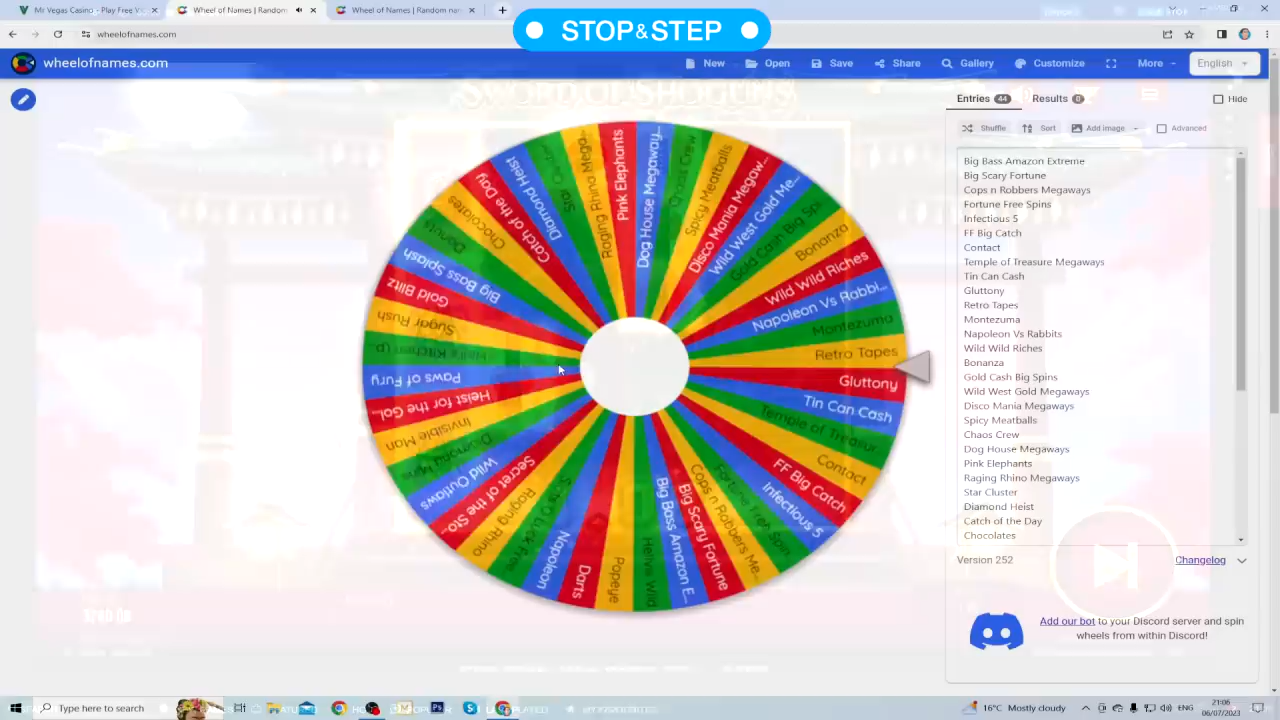 Mr Vegas Casino - Play Free V
Wheel of Names | Random
Wheel of Names | Random nar
STOP&STEP
wheelofnames.com
wheelofnames.com
New
Open
Save
Share
Gallery
Customize
More
English
SWORD OF SHOGUNS
Entries 44
Results 0
Hide
Shuffle
Sort
Add image
Advanced
Big Bass Amazon Extreme
Big Scary Fortune
Cops n Robbers Megaways
Fortune Free Spins
Infectious 5
FF Big Catch
Contact
Temple of Treasure Megaways
Tin Can Cash
Gluttony
Retro Tapes
Montezuma
Napoleon Vs Rabbits
Wild Wild Riches
Bonanza
Gold Cash Big Spins
Wild West Gold Megaways
Disco Mania Megaways
Spicy Meatballs
Chaos Crew
Dog House Megaways
Pink Elephants
Raging Rhino Megaways
Star Cluster
Diamond Heist
Catch of the Day
Chocolates
Dog House Megaway...
Chaos Crew
Spicy Meatballs
Disco Mania Megaw...
Wild West Gold Me...
Gold Cash Big Spi
Bonanza
Wild Wild Riches
Napoleon Vs Rabbi...
Montezuma
Retro Tapes
Gluttony
Tin Can Cash
Temple of Treasur...
Contact
FF Big Catch
Infectious 5
Fortune Free Spin
Cops n Robbers Me...
Big Scary Fortune
Big Bass Amazon E...
Popeye
Darts
Napoleon
Raging Rhino
Secret of the Sto...
Wild Outlaws
Invisible Man
Heist for the Gol...
Paws of Fury
Sugar Rush
Gold Blitz
Big Bass Splash
Donuts
Chocolates
Catch of the Day
Diamond Heist
Raging Rhino Mega...
Pink Elephants
Version 252
Changelog
Add our bot to your Discord server and spin
wheels from within Discord!
Type here to search
16°C Mostly cloudy
21:06
06/07/2023